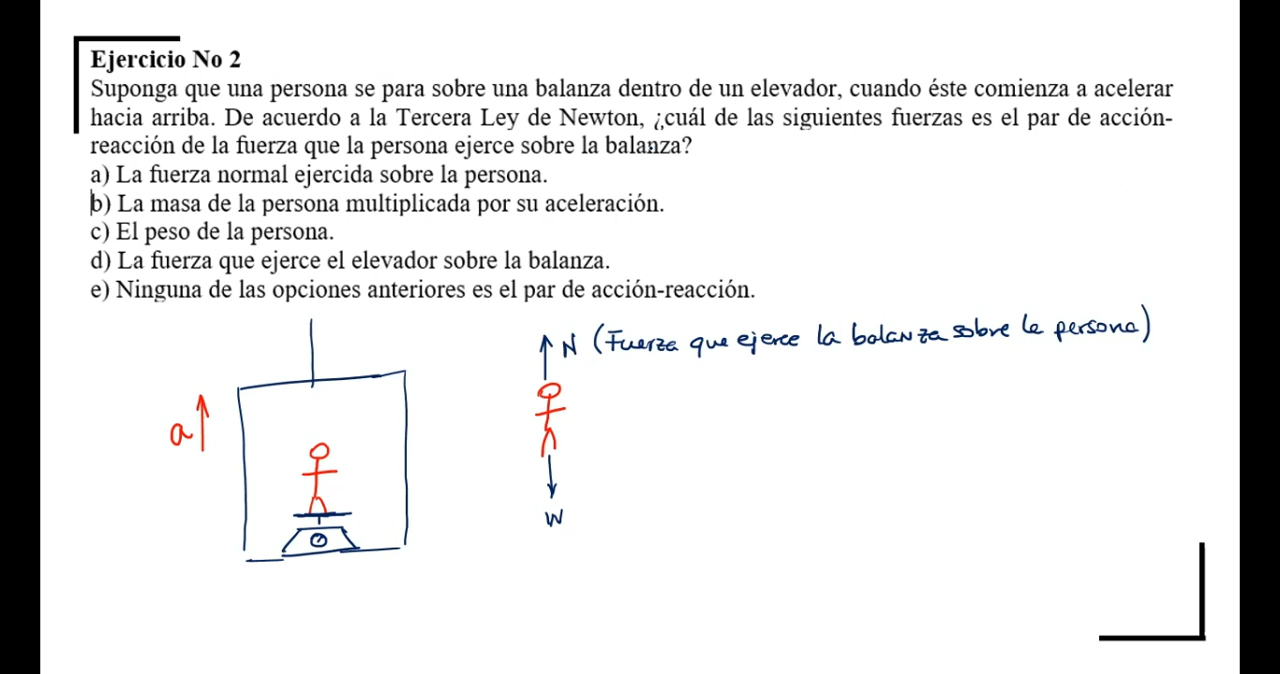 Ejercicio No 2
Suponga que una persona se para sobre una balanza dentro de un elevador, cuando éste comienza a acelerar
hacia arriba. De acuerdo a la Tercera Ley de Newton, ¿cuál de las siguientes fuerzas es el par de acción-
reacción de la fuerza que la persona ejerce sobre la balanza?
a) La fuerza normal ejercida sobre la persona.
b) La masa de la persona multiplicada por su aceleración.
c) El peso de la persona.
d) La fuerza que ejerce el elevador sobre la balanza.
e) Ninguna de las opciones anteriores es el par de acción-reacción.
N (Fuerza que ejerce la balanza sobre la persona)
a
W